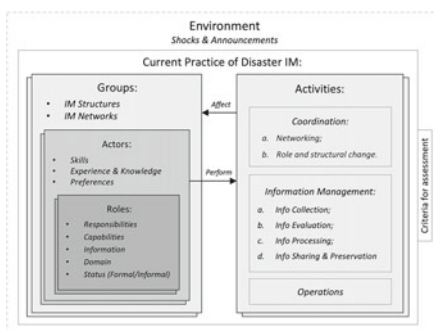 Environment
Shocks & Announcements
Current Practice of Disaster IM:
Groups:
• IM Structures
• IM Networks
Actors:
• Skills
• Experience & Knowledge
• Preferences
Roles:
• Responsibilities
• Capabilities
• Information
• Domain
• Status (Formal/Informal)
Affect
Perform
Activities:
Coordination:
a. Networking;
b. Role and structural change.
Information Management:
a. Info Collection;
b. Info Evaluation;
c. Info Processing;
d. Info Sharing & Preservation
Operations
Criteria for assessment